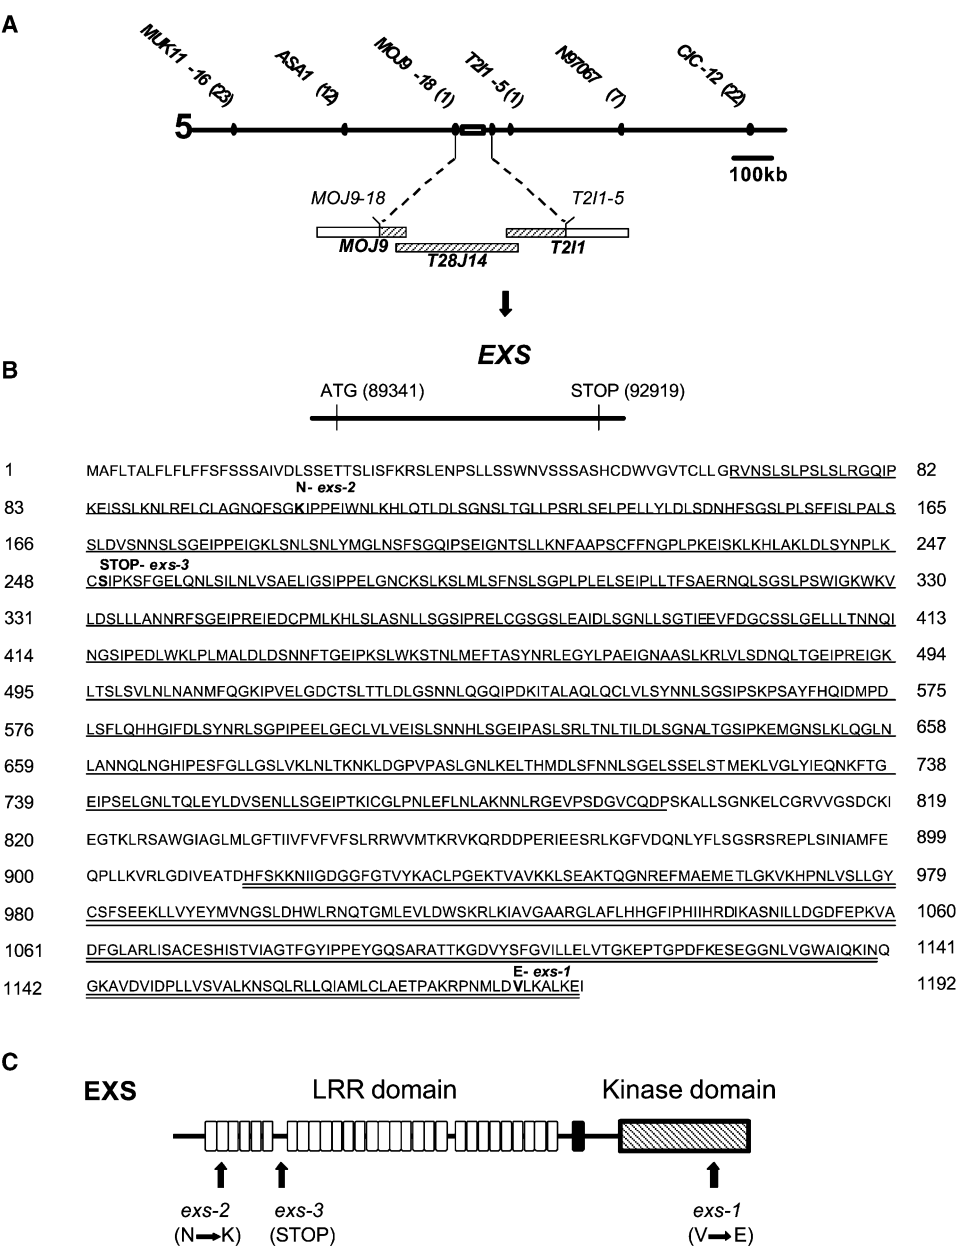 A
MUK11 -16 (23)
ASA1 (12)
MOJ9 -18 (1)
T2I1 -5 (1)
N97067 (7)
CIC -12 (22)
5
100kb
MOJ9-18
T2I1-5
MOJ9
T28J14
T2I1
EXS
B
ATG (89341)
STOP (92919)
1 MAFLTALFLFLFFSFSSSAIVDLSSETTSLISFKRSLENPSLLSSWNVSSSASHCDWVGVTCLLGRVNSLSLPSLSLRGQIP 82
N- exs-2
83 KEISSLKNLRELCLAGNQFSGKIPPEIWNLKHLQTLDLSGNSLTGLLPSRLSELPELLYLDLSDNHFSGSLPLSFFISLPALS 165
166 SLDVSNNSLSGEIPPEIGKLSNLSNLYMGLNSFSGQIPSEIGNTSLLKNFAAPSCFFNGPLPKEISKLKHLAKLDLSYNPLK 247
STOP- exs-3
248 CSIPKSFGELQNLSILNLVSAELIGSIPPELGNCKSLKSLMLSFNSLSGPLPLELSEIPLLTFSAERNQLSGSLPSWIGKWKV 330
331 LDSLLLANNRFSGEIPREIEDCPMLKHLSLASNLLSGSIPRELCGSGSLEAIDLSGNLLSGTIEEVFDGCSSLGELLLTNNQI 413
414 NGSIPEDLWKLPLMALDLDSNNFTGEIPKSLWKSTNLMEFTASYNRLEGYLPAEIGNAASLKRLVLSDNQLTGEIPREIGK 494
495 LTSLSVLNLNANMFQGKIPVELGDCTSLTTLDLGSNNLQGQIPDKITALAQLQCLVLSYNNLSGSIPSKPSAYFHQIDMPD 575
576 LSFLQHHGIFDLSYNRLSGPIPEELGECLVLVEISLSNNHLSGEIPASLSRLTNLTILDLSGNALTGSIPKEMGNSLKLQGLN 658
659 LANNQLNGHIPESFGLLGSLVKLNLTKNKLDGPVPASLGNLKELTHMDLSFNNLSGELSSELSTMEKLVGLYIEQNKFTG 738
739 EIPSELGNLTQLEYLDVSENLLSGEIPTKICGLPNLEFLNLAKNNLRGEVPSDGVCQDPSKALLSGNKELCGRVVGSDCKI 819
820 EGTKLRSAWGIAGLMLGFTIIVFVFVFSLRRWVMTKRVKQRDDPERIEESRLKGFVDQNLYFLSGSRSREPLSINIAMFE 899
900 QPLLKVRLGDIVEATDHFSKKNIIGDGGFGTVYKACLPGEKTVAVKKLSEAKTQGNREFMAEMETLGKVKHPNLVSLLGY 979
980 CSFSEEKLLVYEYMVNGSLDHWLRNQTGMLEVLDWSKRLKIAVGAARGLAFLHHGFIPHIIHRDIKASNILLDGDFEPKVA 1060
1061 DFGLARLISACESHISTVIAGTFGYIPPEYGQSARATTKGDVYSFGVILLELVTGKEPTGPDFKESEGGNLVGWAIQKINQ 1141
E- exs-1
1142 GKAVDVIDPLLVSVALKNSQLRLLQIAMLCLAETPAKRPNMLDVLKALKEI 1192
C
EXS
LRR domain
Kinase domain
exs-2
exs-3
exs-1
(N→K)
(STOP)
(V→E)